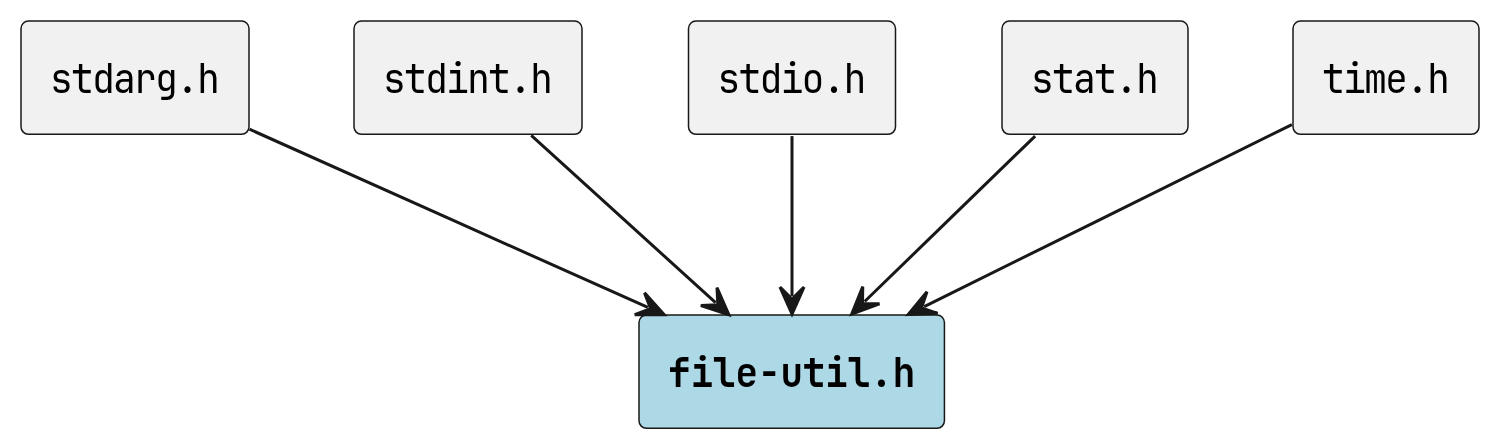 stdarg.h
stdint.h
stdio.h
stat.h
time.h
file-util.h